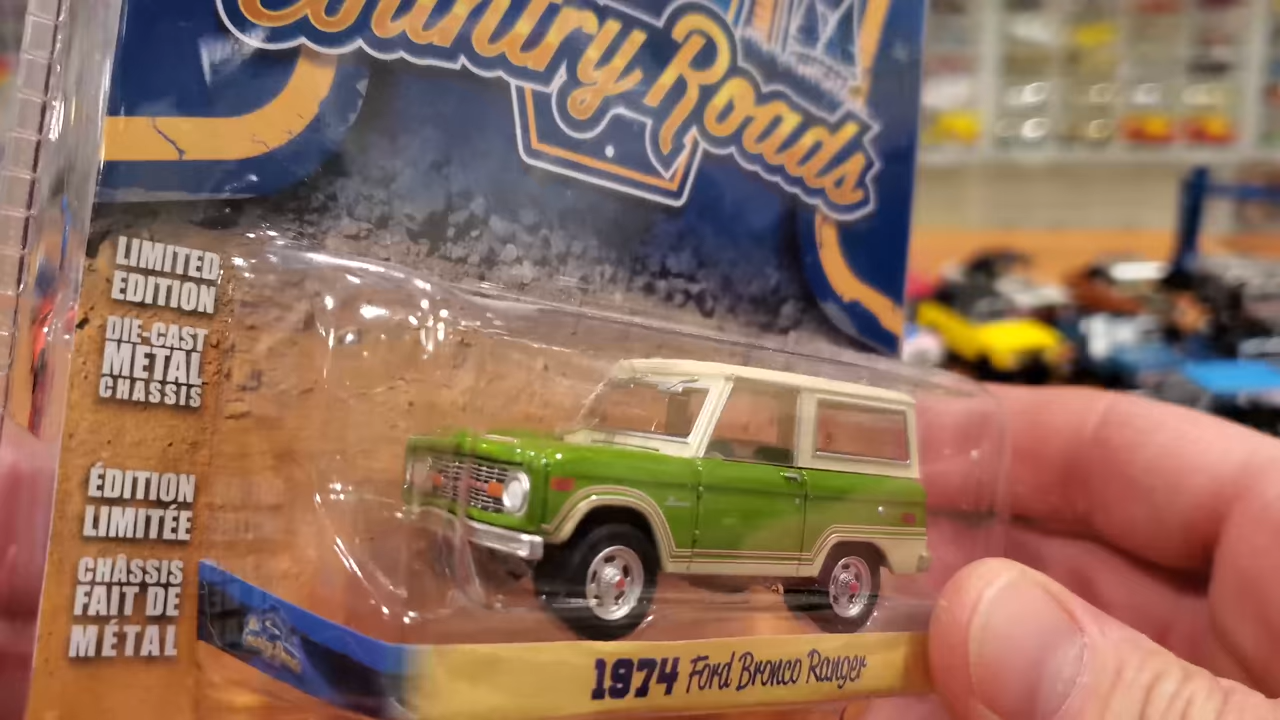 Country Roads
LIMITED
EDITION
DIE-CAST
METAL
CHASSIS
ÉDITION
LIMITÉE
CHÂSSIS
FAIT DE
MÉTAL
1974 Ford Bronco Ranger